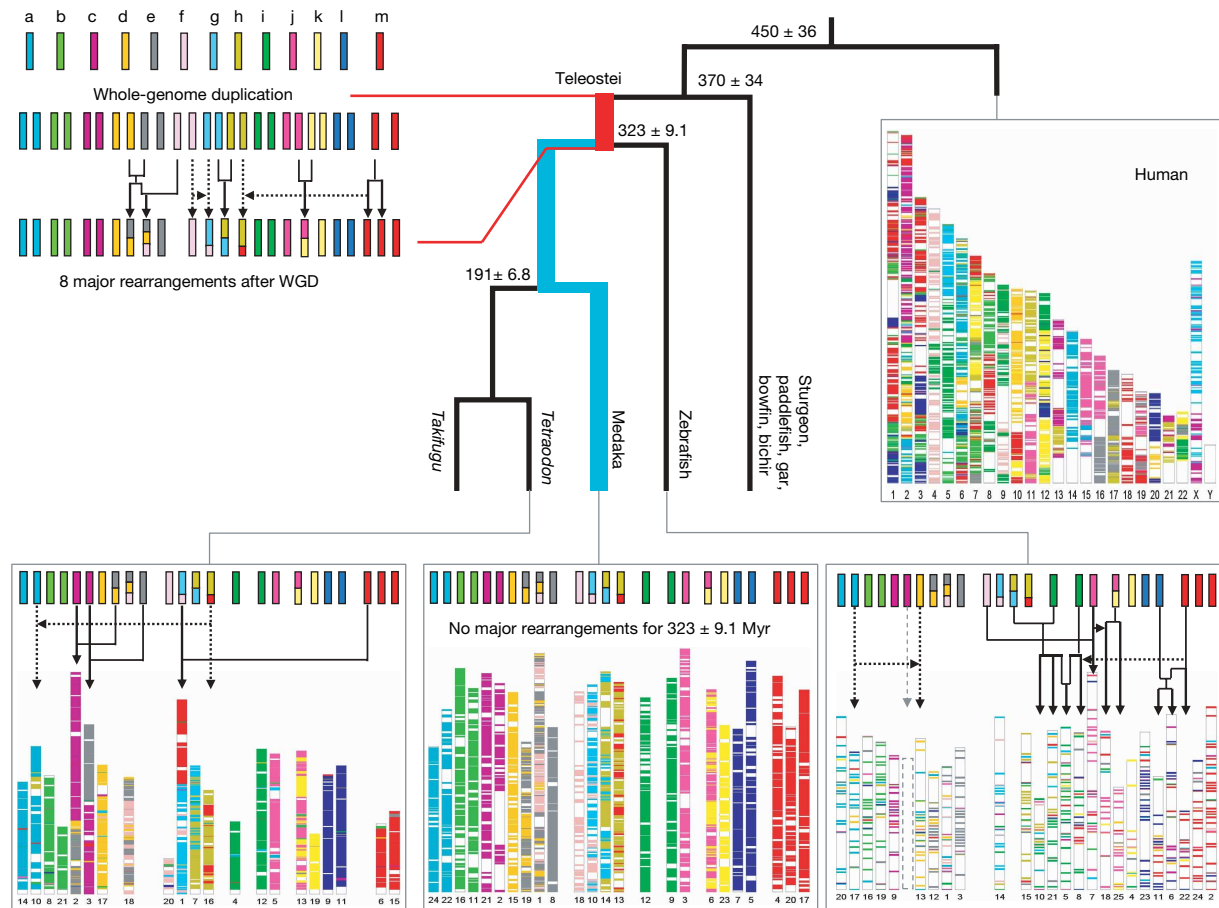 a b c d e f g h i j k l m
Whole-genome duplication
8 major rearrangements after WGD
450 ± 36
Teleostei
370 ± 34
323 ± 9.1
191± 6.8
Takifugu
Tetraodon
Medaka
Zebrafish
Sturgeon,
paddlefish, gar,
bowfin, bichir
Human
1 2 3 4 5 6 7 8 9 10 11 12 13 14 15 16 17 18 19 20 21 22 X Y
14 10 8 21 2 3 17 18 20 1 7 16 4 12 5 13 19 9 11 6 15
No major rearrangements for 323 ± 9.1 Myr
24 22 16 11 21 2 15 19 1 8 18 10 14 13 12 9 3 6 23 7 5 4 20 17
20 17 16 19 9 13 12 1 3 14 15 10 21 5 8 7 18 25 4 23 11 6 22 24 2